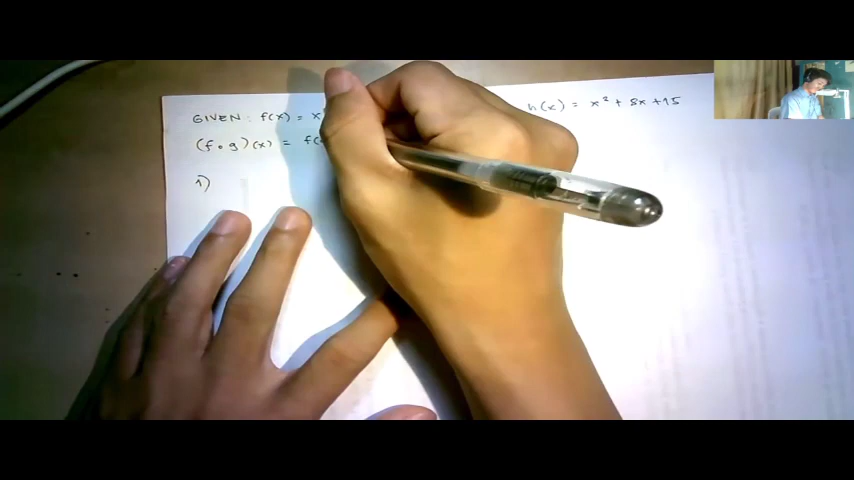 GIVEN: f(x) = x h(x) = x² + 8x + 15
(f ∘ g)(x) = f(
1)